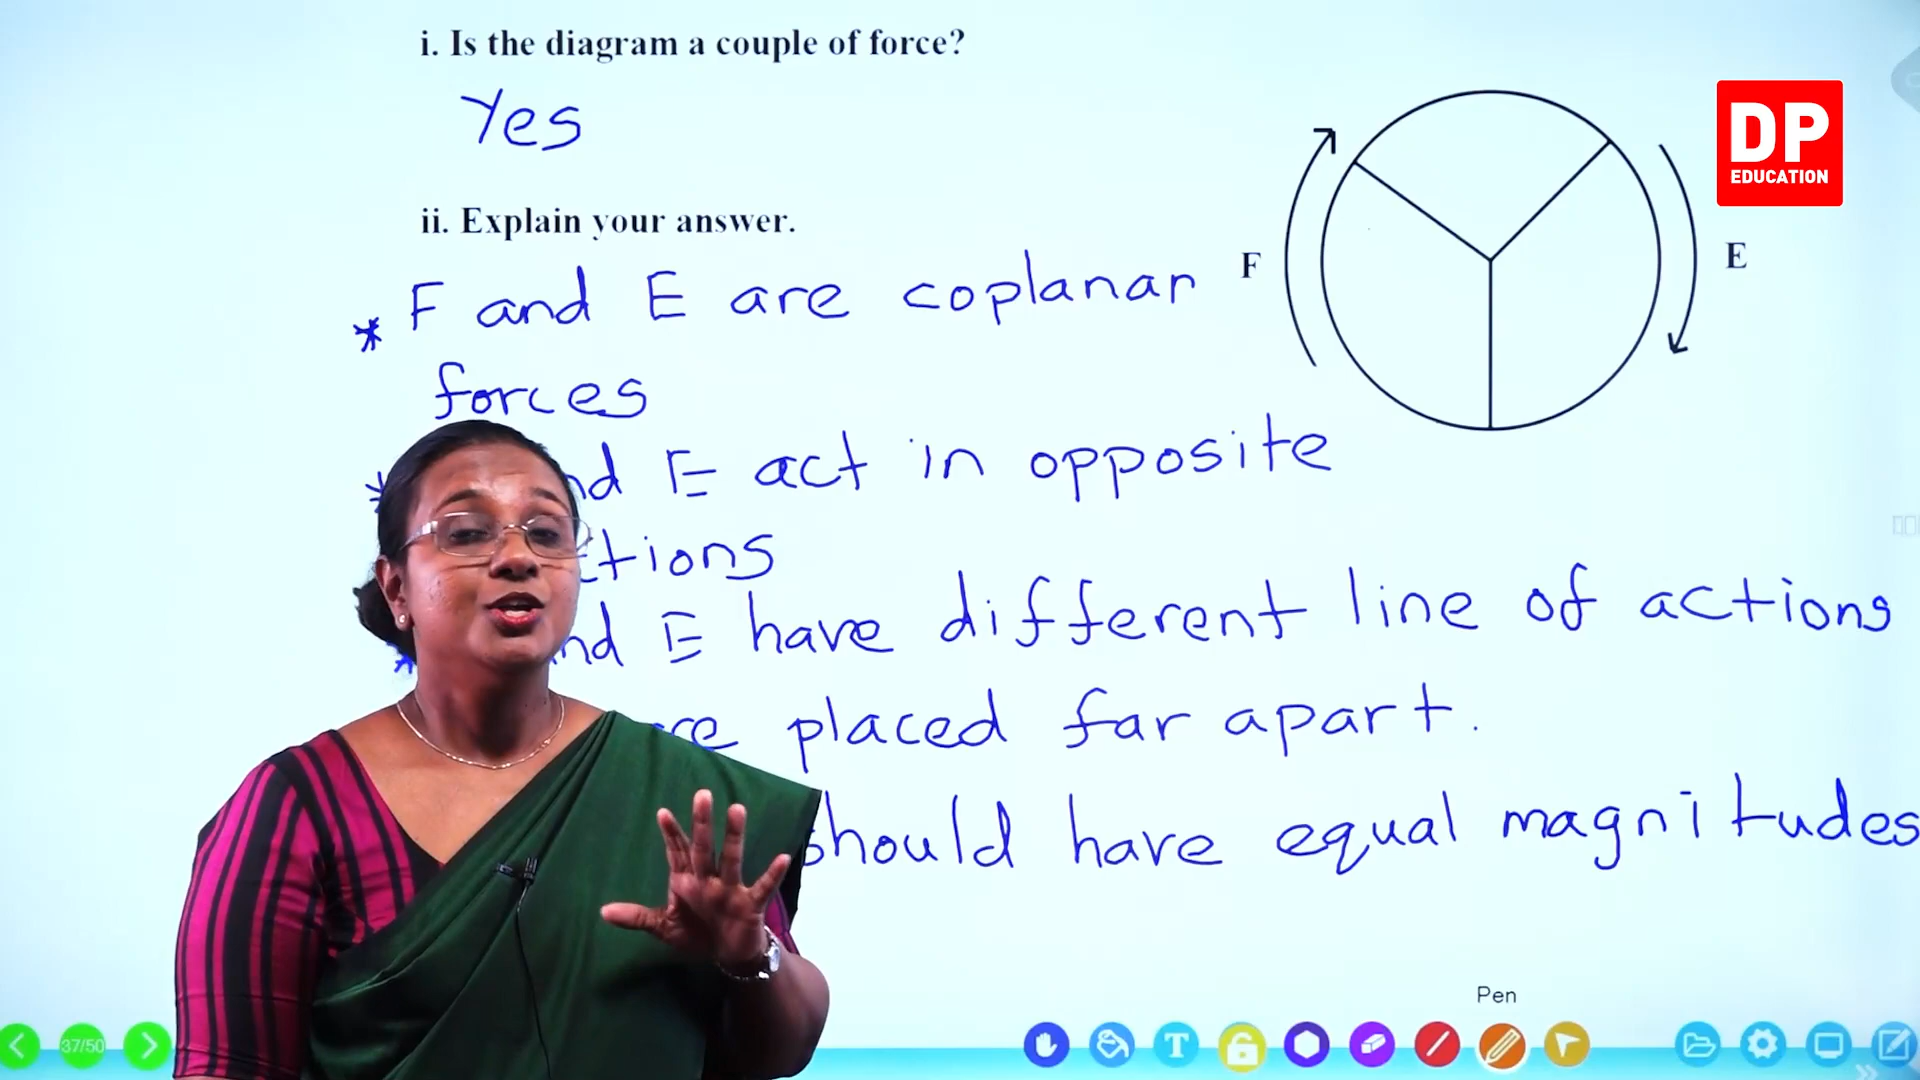 i. Is the diagram a couple of force?
Yes
DP
EDUCATION
ii. Explain your answer.
F
E
* F and E are coplanar
forces
* E act in opposite
* E have different line of actions
placed far apart.
should have equal magnitudes
Pen
37/50
T